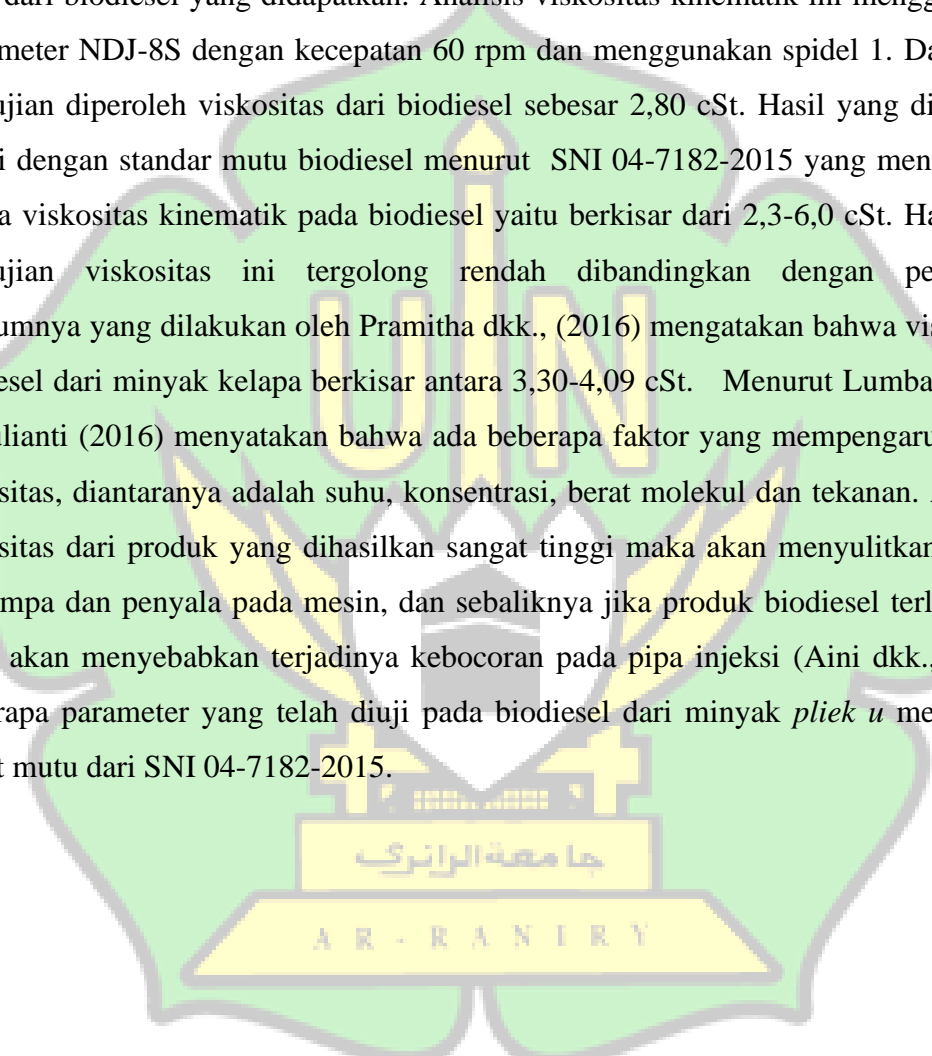 dari biodiesel yang didapatkan. Analisis viskositas kinematik ini mengg
meter NDJ-8S dengan kecepatan 60 rpm dan menggunakan spidel 1. Da
ujian diperoleh viskositas dari biodiesel sebesar 2,80 cSt. Hasil yang di
i dengan standar mutu biodiesel menurut SNI 04-7182-2015 yang men
a viskositas kinematik pada biodiesel yaitu berkisar dari 2,3-6,0 cSt. Ha
ujian viskositas ini tergolong rendah dibandingkan dengan pe
umnya yang dilakukan oleh Pramitha dkk., (2016) mengatakan bahwa vis
esel dari minyak kelapa berkisar antara 3,30-4,09 cSt. Menurut Lumba
ulianti (2016) menyatakan bahwa ada beberapa faktor yang mempengaru
sitas, diantaranya adalah suhu, konsentrasi, berat molekul dan tekanan.
sitas dari produk yang dihasilkan sangat tinggi maka akan menyulitkan
mpa dan penyala pada mesin, dan sebaliknya jika produk biodiesel terl
akan menyebabkan terjadinya kebocoran pada pipa injeksi (Aini dkk.,
rapa parameter yang telah diuji pada biodiesel dari minyak pliek u me
t mutu dari SNI 04-7182-2015.
UIN
جامعة الرانري
AR - RANIRY